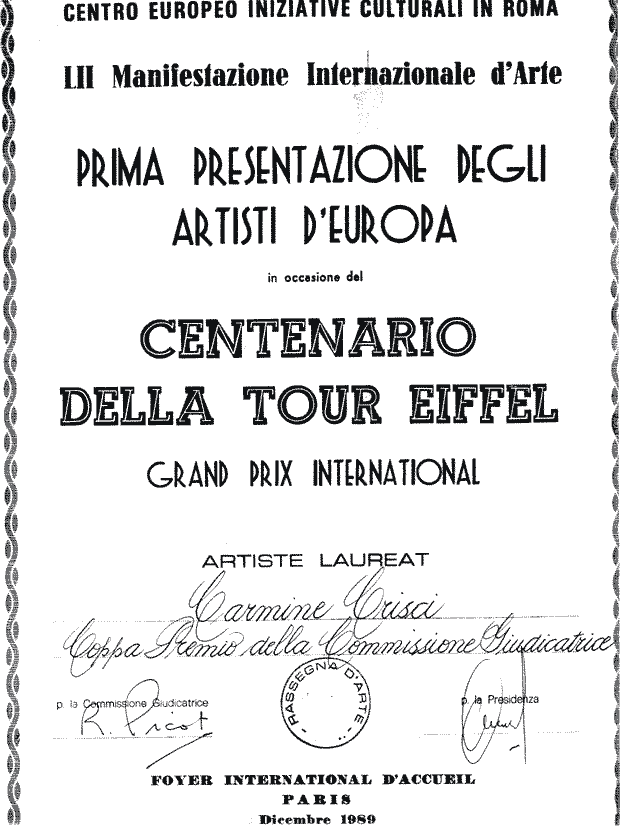 CENTRO EUROPEO INIZIATIVE CULTURALI IN ROMA
LII Manifestazione Internazionale d'Arte
PRIMA PRESENTAZIONE DEGLI
ARTISTI D'EUROPA
in occasione del
CENTENARIO
DELLA TOUR EIFFEL
GRAND PRIX INTERNATIONAL
ARTISTE LAUREAT
Carmine Crisci
Coppa Premio della Commissione Giudicatrice
p. la Commissione Giudicatrice
R. Picot
RASSEGNA D'ARTE
p. la Presidenza
FOYER INTERNATIONAL D'ACCUEIL
PARIS
Dicembre 1989